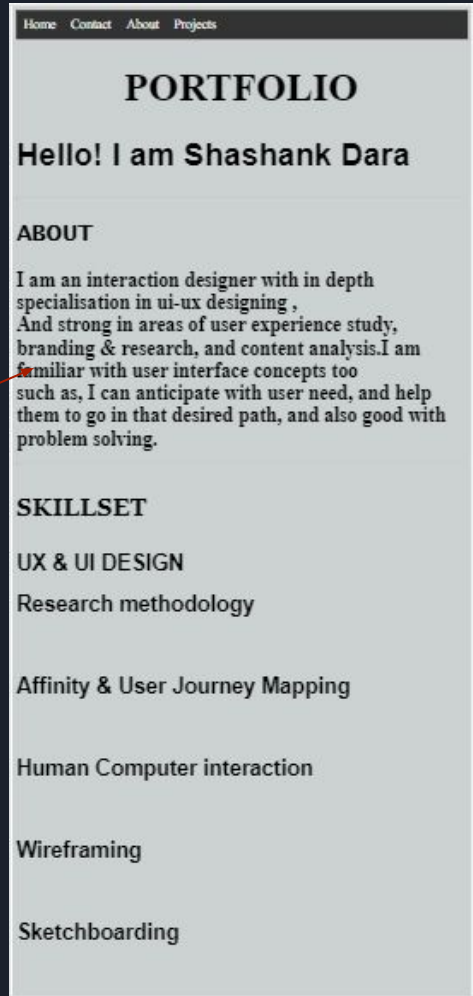 Home Contact About Projects
PORTFOLIO
Hello! I am Shashank Dara
ABOUT
I am an interaction designer with in depth
specialisation in ui-ux designing ,
And strong in areas of user experience study,
branding & research, and content analysis.I am
familiar with user interface concepts too
such as, I can anticipate with user need, and help
them to go in that desired path, and also good with
problem solving.
SKILLSET
UX & UI DESIGN
Research methodology
Affinity & User Journey Mapping
Human Computer interaction
Wireframing
Sketchboarding